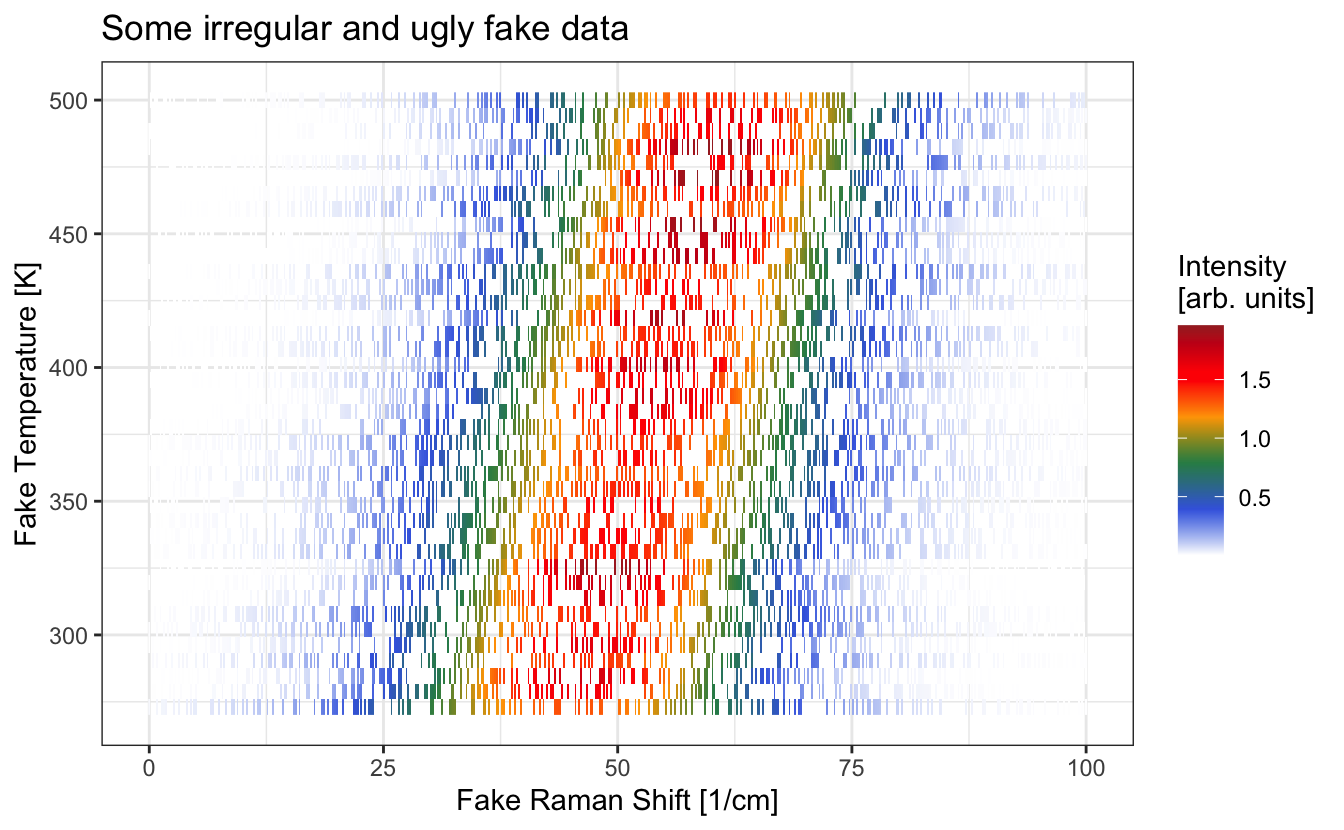 Some irregular and ugly fake data
500
450
400
350
300
Fake Temperature [K]
0
25
50
75
100
Fake Raman Shift [1/cm]
Intensity
[arb. units]
1.5
1.0
0.5